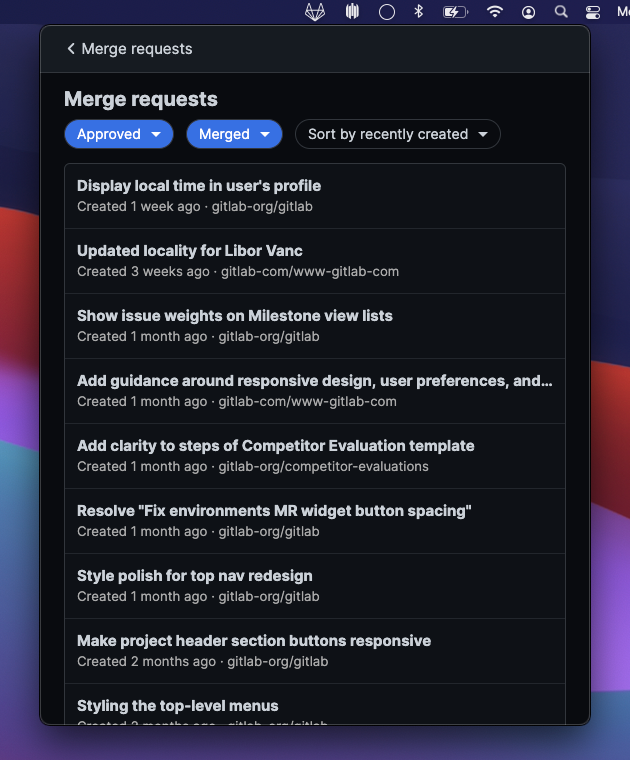 Merge requests
Merge requests
Approved
Merged
Sort by recently created
Display local time in user's profile
Created 1 week ago · gitlab-org/gitlab
Updated locality for Libor Vanc
Created 3 weeks ago · gitlab-com/www-gitlab-com
Show issue weights on Milestone view lists
Created 1 month ago · gitlab-org/gitlab
Add guidance around responsive design, user preferences, and...
Created 1 month ago · gitlab-com/www-gitlab-com
Add clarity to steps of Competitor Evaluation template
Created 1 month ago · gitlab-org/competitor-evaluations
Resolve "Fix environments MR widget button spacing"
Created 1 month ago · gitlab-org/gitlab
Style polish for top nav redesign
Created 1 month ago · gitlab-org/gitlab
Make project header section buttons responsive
Created 2 months ago · gitlab-org/gitlab
Styling the top-level menus